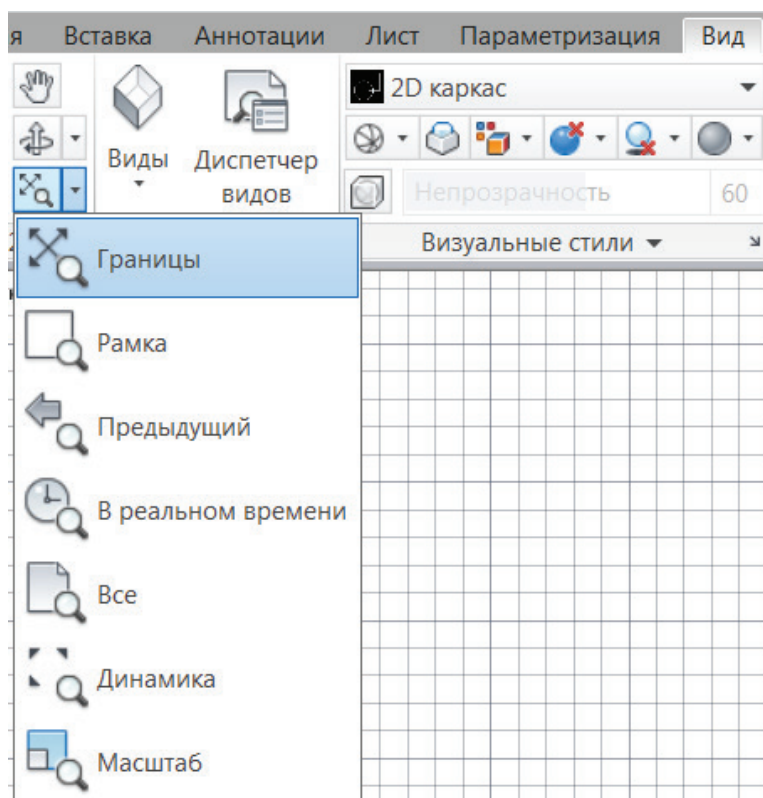 я Вставка Аннотации Лист Параметризация Вид
2D каркас
Виды Диспетчер
видов
Непрозрачность 60
Визуальные стили
Границы
Рамка
Предыдущий
В реальном времени
Все
Динамика
Масштаб